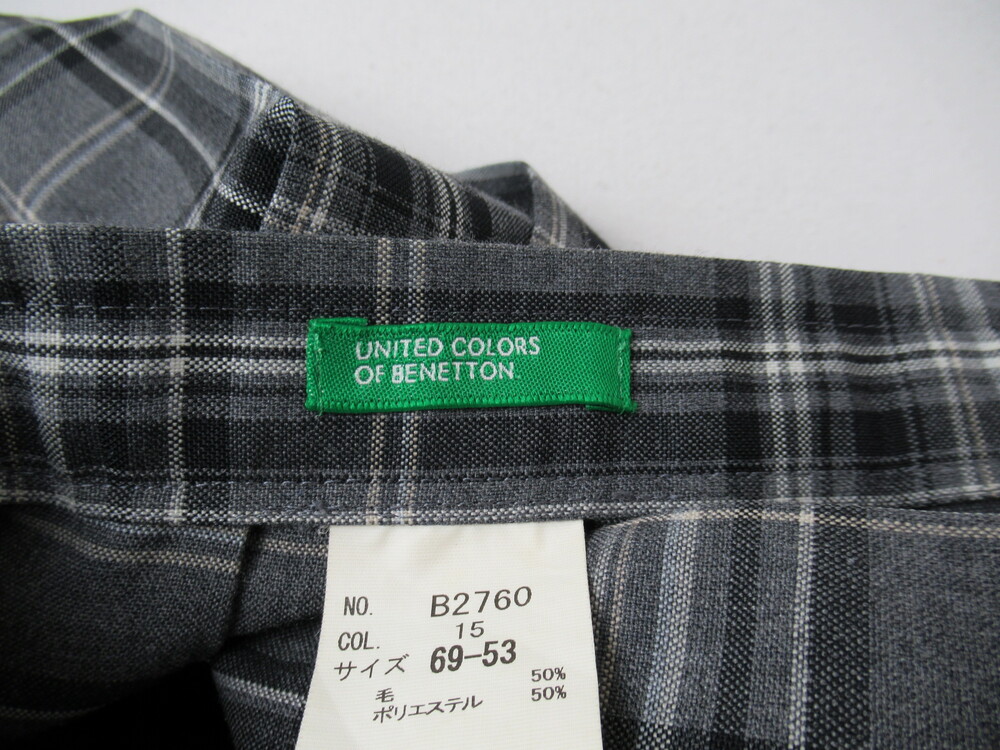 UNITED COLORS
OF BENETTON.
NO. B2760
COL. 15
サイズ 69-53
毛 50%
ポリエステル 50%